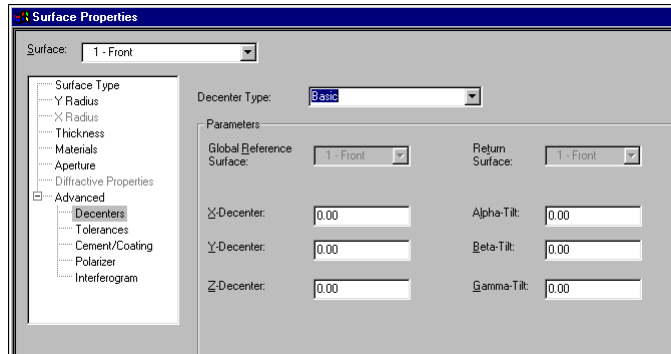 Surface Properties
Surface: 1 - Front
Surface Type
Y Radius
X Radius
Thickness
Materials
Aperture
Diffractive Properties
Advanced
Decenters
Tolerances
Cement/Coating
Polarizer
Interferogram
Decenter Type: Basic
Parameters
Global Reference
Surface: 1 - Front
Return
Surface: 1 - Front
X-Decenter: 0.00 Alpha-Tilt: 0.00
Y-Decenter: 0.00 Beta-Tilt: 0.00
Z-Decenter: 0.00 Gamma-Tilt: 0.00